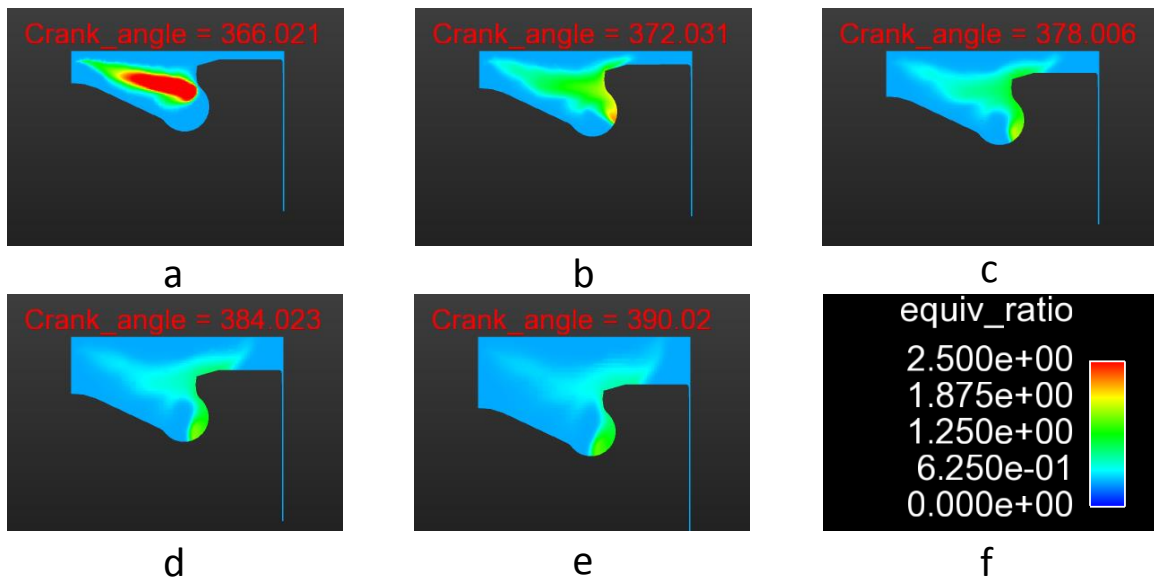 Crank_angle = 366.021
Crank_angle = 372.031
Crank_angle = 378.006
a
b
c
Crank_angle = 384.023
Crank_angle = 390.02
equiv_ratio
2.500e+00
1.875e+00
1.250e+00
6.250e-01
0.000e+00
d
e
f